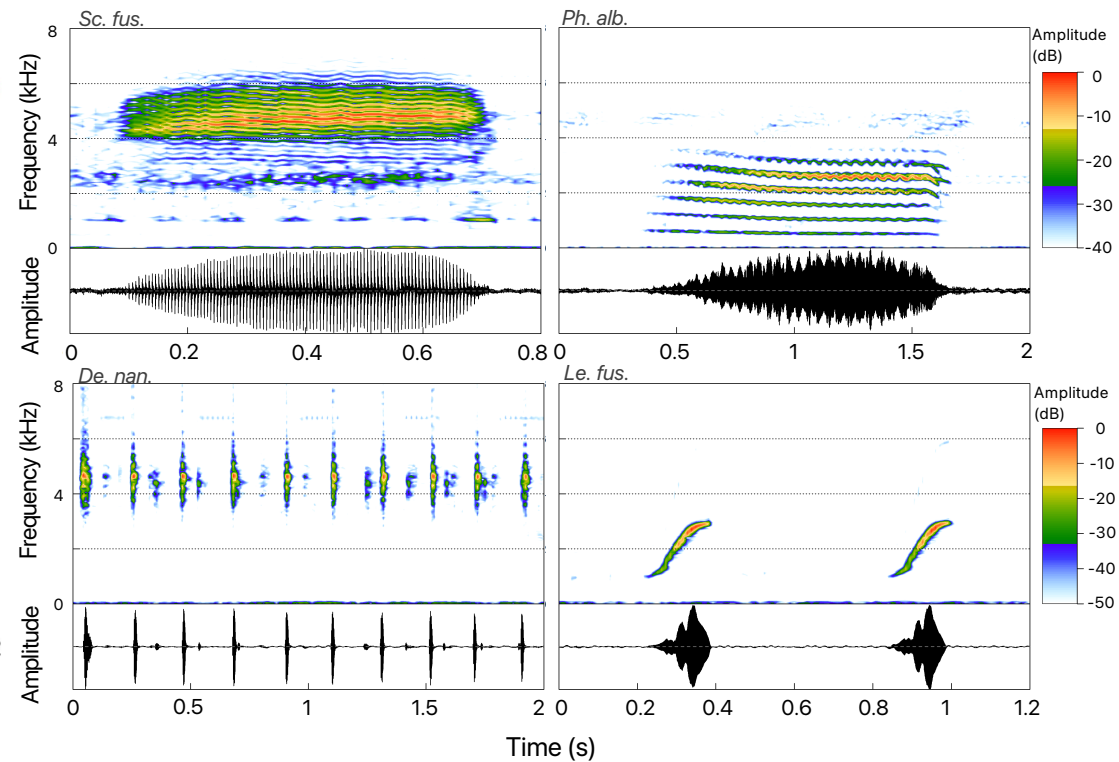 Sc. fus.
Ph. alb.
Amplitude
(dB)
Frequency (kHz)
8
4
0
Amplitude
0 0.2 0.4 0.6 0.8
0 0.5 1 1.5 2
0
-10
-20
-30
-40
De. nan.
Le. fus.
Amplitude
(dB)
Frequency (kHz)
8
4
0
Amplitude
0 0.5 1 1.5 2
0 0.2 0.4 0.6 0.8 1 1.2
0
-10
-20
-30
-40
-50
Time (s)